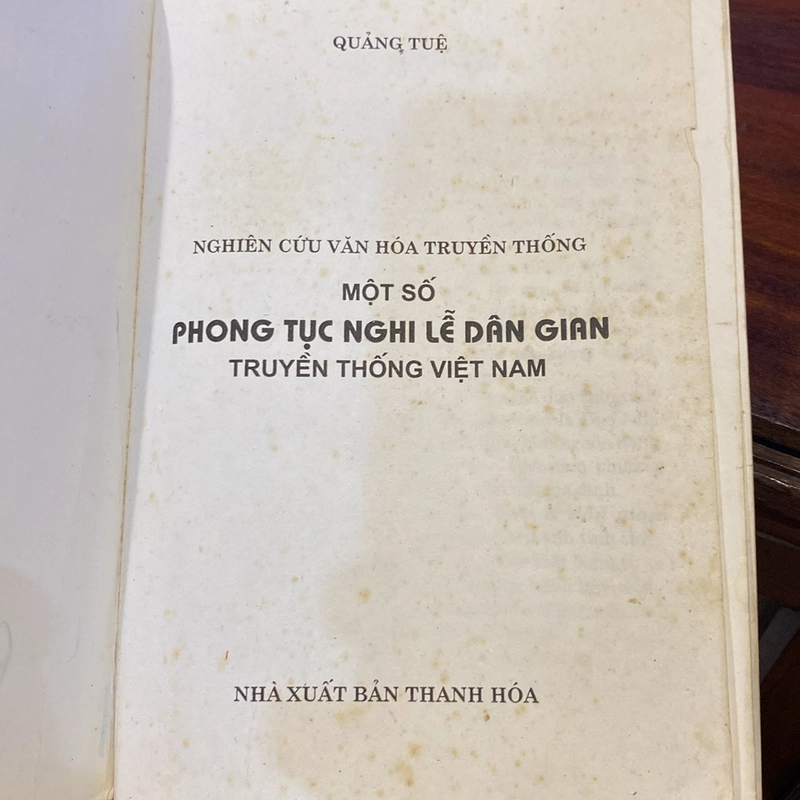 QUẢNG TUỆ
NGHIÊN CỨU VĂN HÓA TRUYỀN THỐNG
MỘT SỐ
PHONG TỤC NGHI LỄ DÂN GIAN
TRUYỀN THỐNG VIỆT NAM
NHÀ XUẤT BẢN THANH HÓA